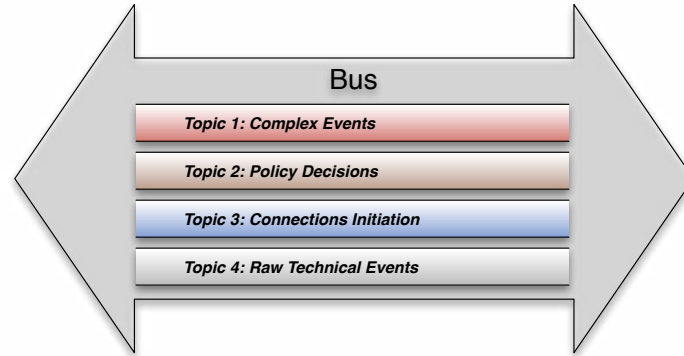 Bus
Topic 1: Complex Events
Topic 2: Policy Decisions
Topic 3: Connections Initiation
Topic 4: Raw Technical Events